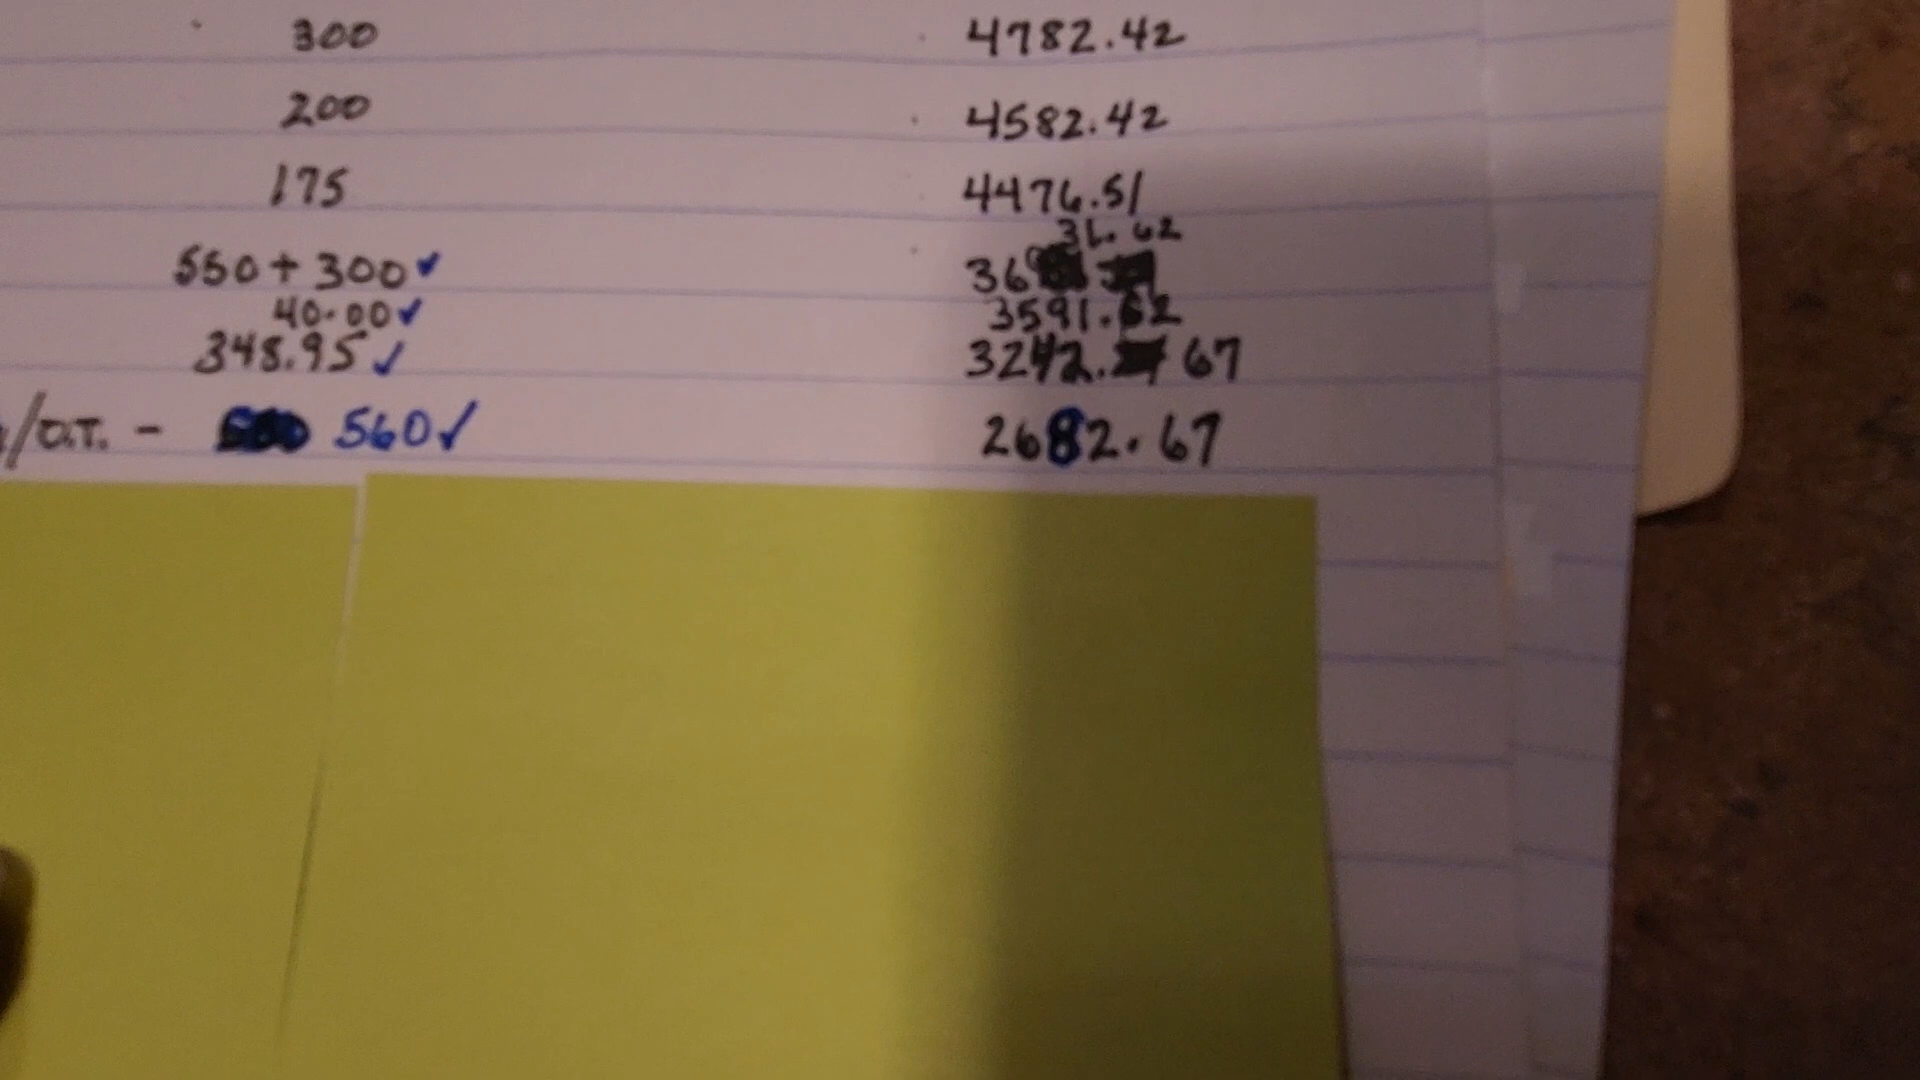 300 4782.42
200 4582.42
175 4476.51
31.62
550 + 300 ✓ 36
40.00 ✓ 3591.62
348.95 ✓ 3242. 67
/O.T. - 560 ✓ 2682.67